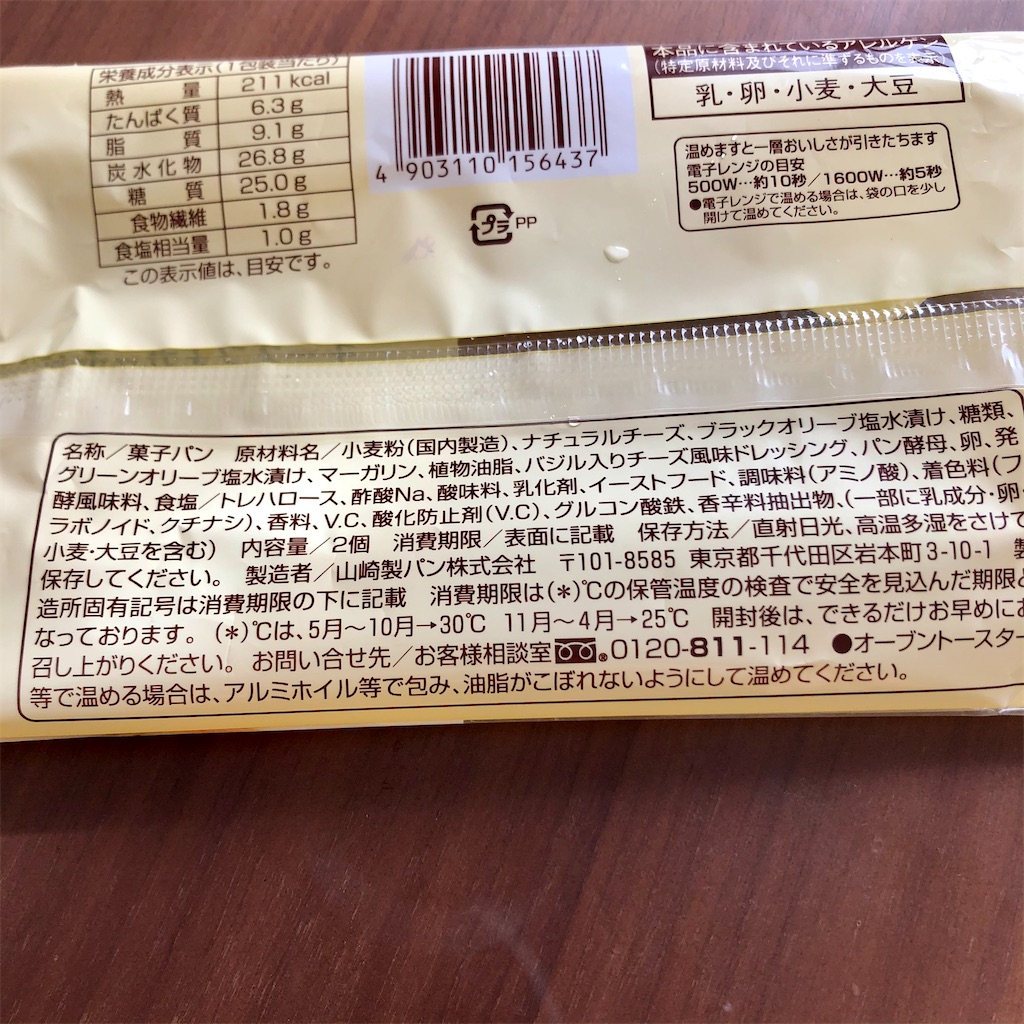 栄養成分表示(1包装当たり)
熱量 211kcal
たんぱく質 6.3g
脂質 9.1g
炭水化物 26.8g
糖質 25.0g
食物繊維 1.8g
食塩相当量 1.0g
この表示値は、目安です。
4 903110 156437
プラ PP
本品に含まれているアレルゲン
(特定原材料及びそれに準ずるものを表示)
乳・卵・小麦・大豆
温めますと一層おいしさが引きたちます
電子レンジの目安
500W…約10秒/1600W…約5秒
●電子レンジで温める場合は、袋の口を少し
開けて温めてください。
名称/菓子パン 原材料名/小麦粉(国内製造)、ナチュラルチーズ、ブラックオリーブ塩水漬け、糖類、
グリーンオリーブ塩水漬け、マーガリン、植物油脂、バジル入りチーズ風味ドレッシング、パン酵母、卵、発
酵風味料、食塩/トレハロース、酢酸Na、酸味料、乳化剤、イーストフード、調味料(アミノ酸)、着色料(フ
ラボノイド、クチナシ)、香料、V.C、酸化防止剤(V.C)、グルコン酸鉄、香辛料抽出物、(一部に乳成分・卵・
小麦・大豆を含む) 内容量/2個 消費期限/表面に記載 保存方法/直射日光、高温多湿をさけて
保存してください。 製造者/山崎製パン株式会社 〒101-8585 東京都千代田区岩本町3-10-1 製
造所固有記号は消費期限の下に記載 消費期限は(*)℃の保管温度の検査で安全を見込んだ期限と
なっております。 (*)℃は、5月〜10月→30℃ 11月〜4月→25℃ 開封後は、できるだけお早めにお
召し上がりください。 お問い合せ先/お客様相談室 0120-811-114 ●オーブントースター
等で温める場合は、アルミホイル等で包み、油脂がこぼれないようにして温めてください。